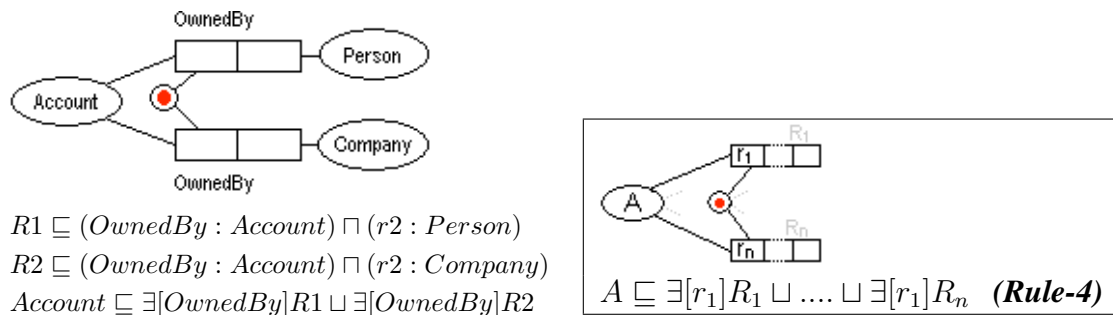 OwnedBy
Person
Account
Company
OwnedBy
R1 ⊑ (OwnedBy : Account) ⊓ (r2 : Person)
R2 ⊑ (OwnedBy : Account) ⊓ (r2 : Company)
Account ⊑ ∃[OwnedBy]R1 ⊔ ∃[OwnedBy]R2
R₁
r₁
A
Rₙ
rₙ
A ⊑ ∃[r₁]R₁ ⊔ .... ⊔ ∃[r₁]Rₙ (Rule-4)